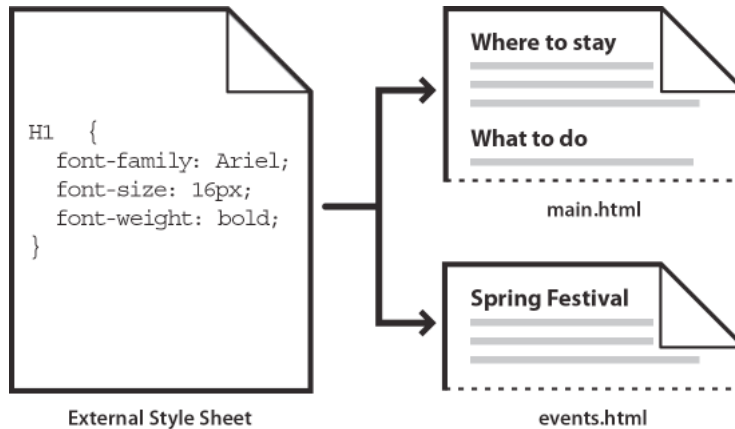 H1 {
font-family: Ariel;
font-size: 16px;
font-weight: bold;
}
External Style Sheet
Where to stay
What to do
main.html
Spring Festival
events.html